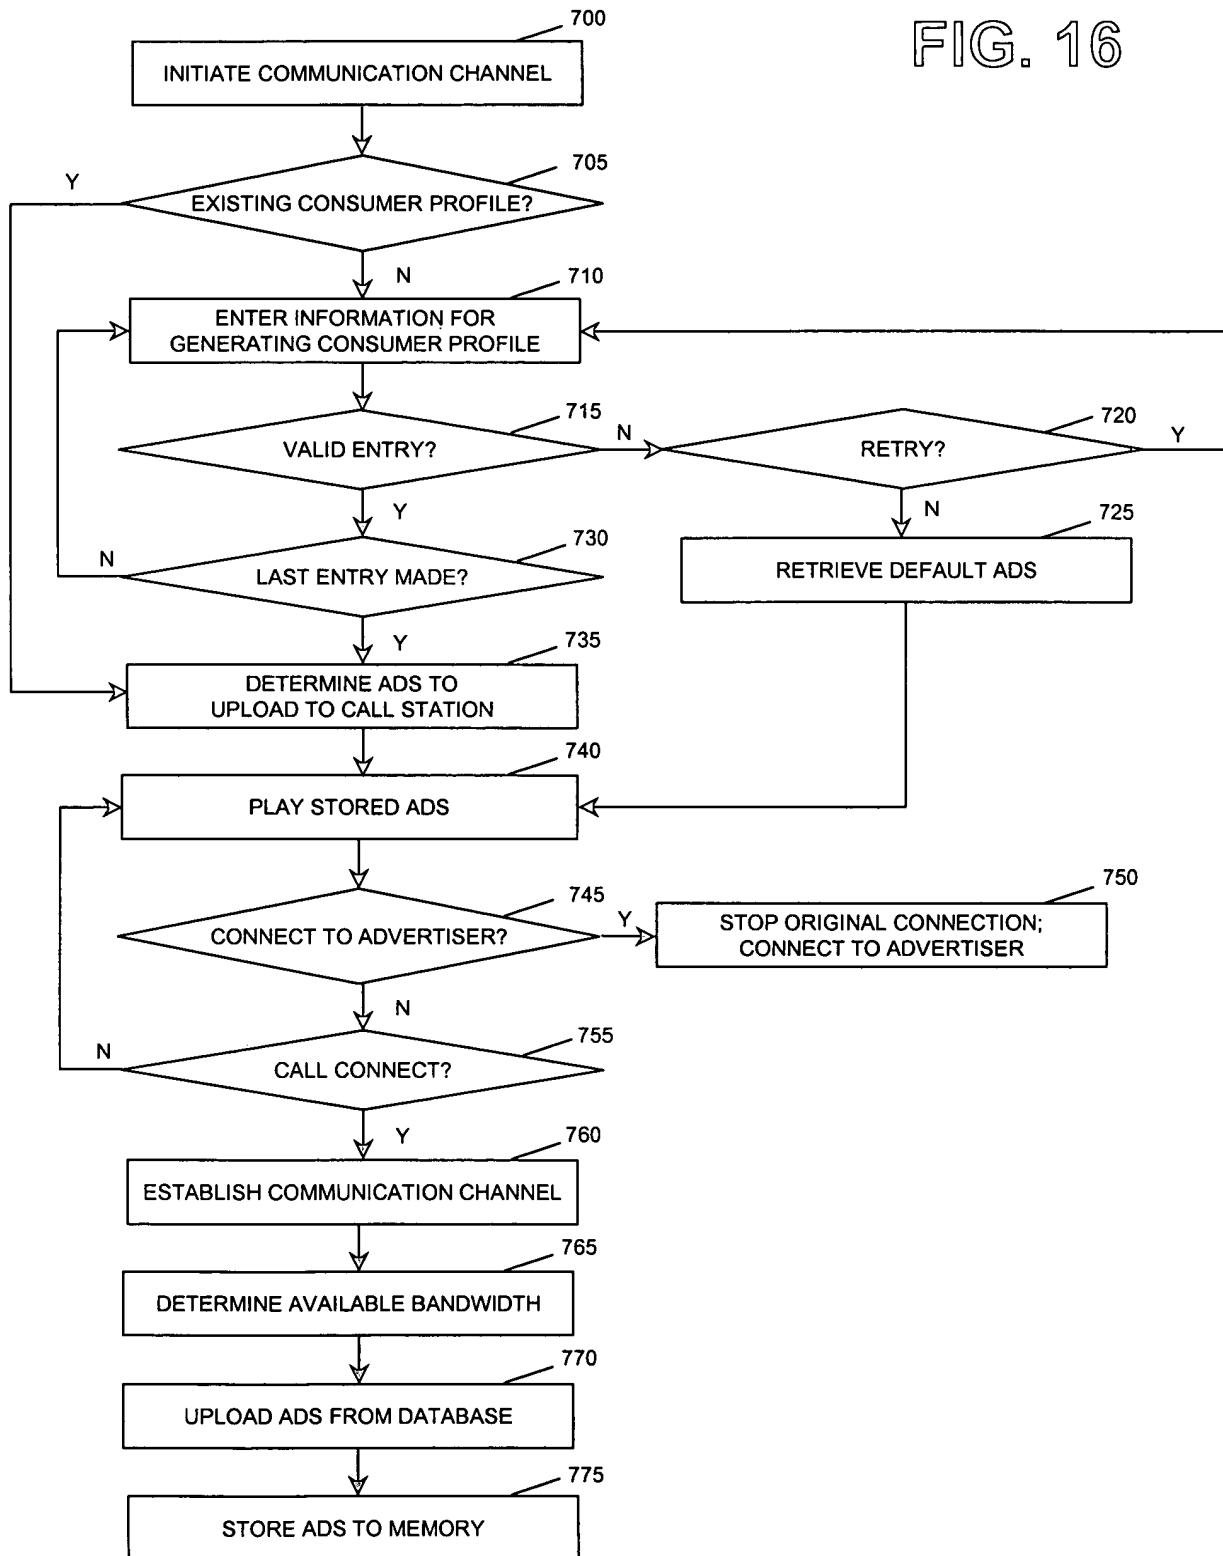 FIG. 16
700
INITIATE COMMUNICATION CHANNEL
705
Y
EXISTING CONSUMER PROFILE?
N
710
ENTER INFORMATION FOR
GENERATING CONSUMER PROFILE
715
VALID ENTRY?
N
720
RETRY?
Y
Y
N
725
RETRIEVE DEFAULT ADS
730
N
LAST ENTRY MADE?
Y
735
DETERMINE ADS TO
UPLOAD TO CALL STATION
740
PLAY STORED ADS
745
CONNECT TO ADVERTISER?
Y
750
STOP ORIGINAL CONNECTION;
CONNECT TO ADVERTISER
N
755
N
CALL CONNECT?
Y
760
ESTABLISH COMMUNICATION CHANNEL
765
DETERMINE AVAILABLE BANDWIDTH
770
UPLOAD ADS FROM DATABASE
775
STORE ADS TO MEMORY